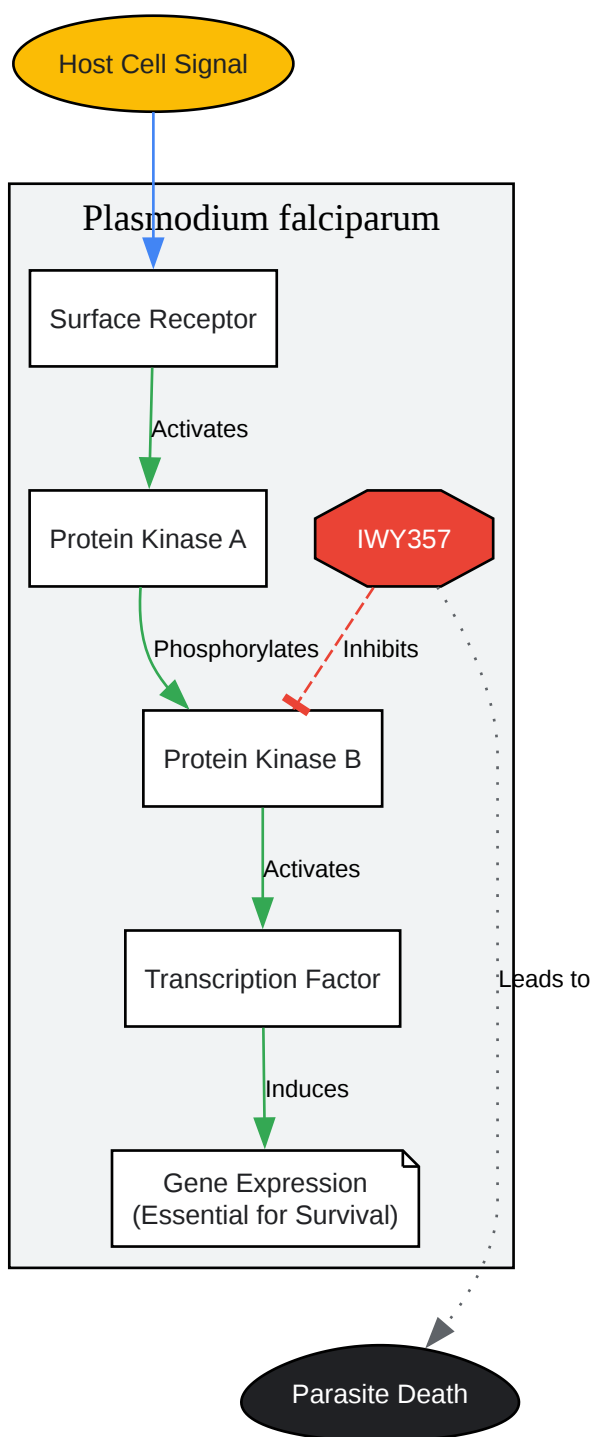 Host Cell Signal
Plasmodium falciparum
Surface Receptor
Activates
Protein Kinase A
IWY357
Phosphorylates
Inhibits
Protein Kinase B
Activates
Transcription Factor
Leads to
Induces
Gene Expression
(Essential for Survival)
Parasite Death